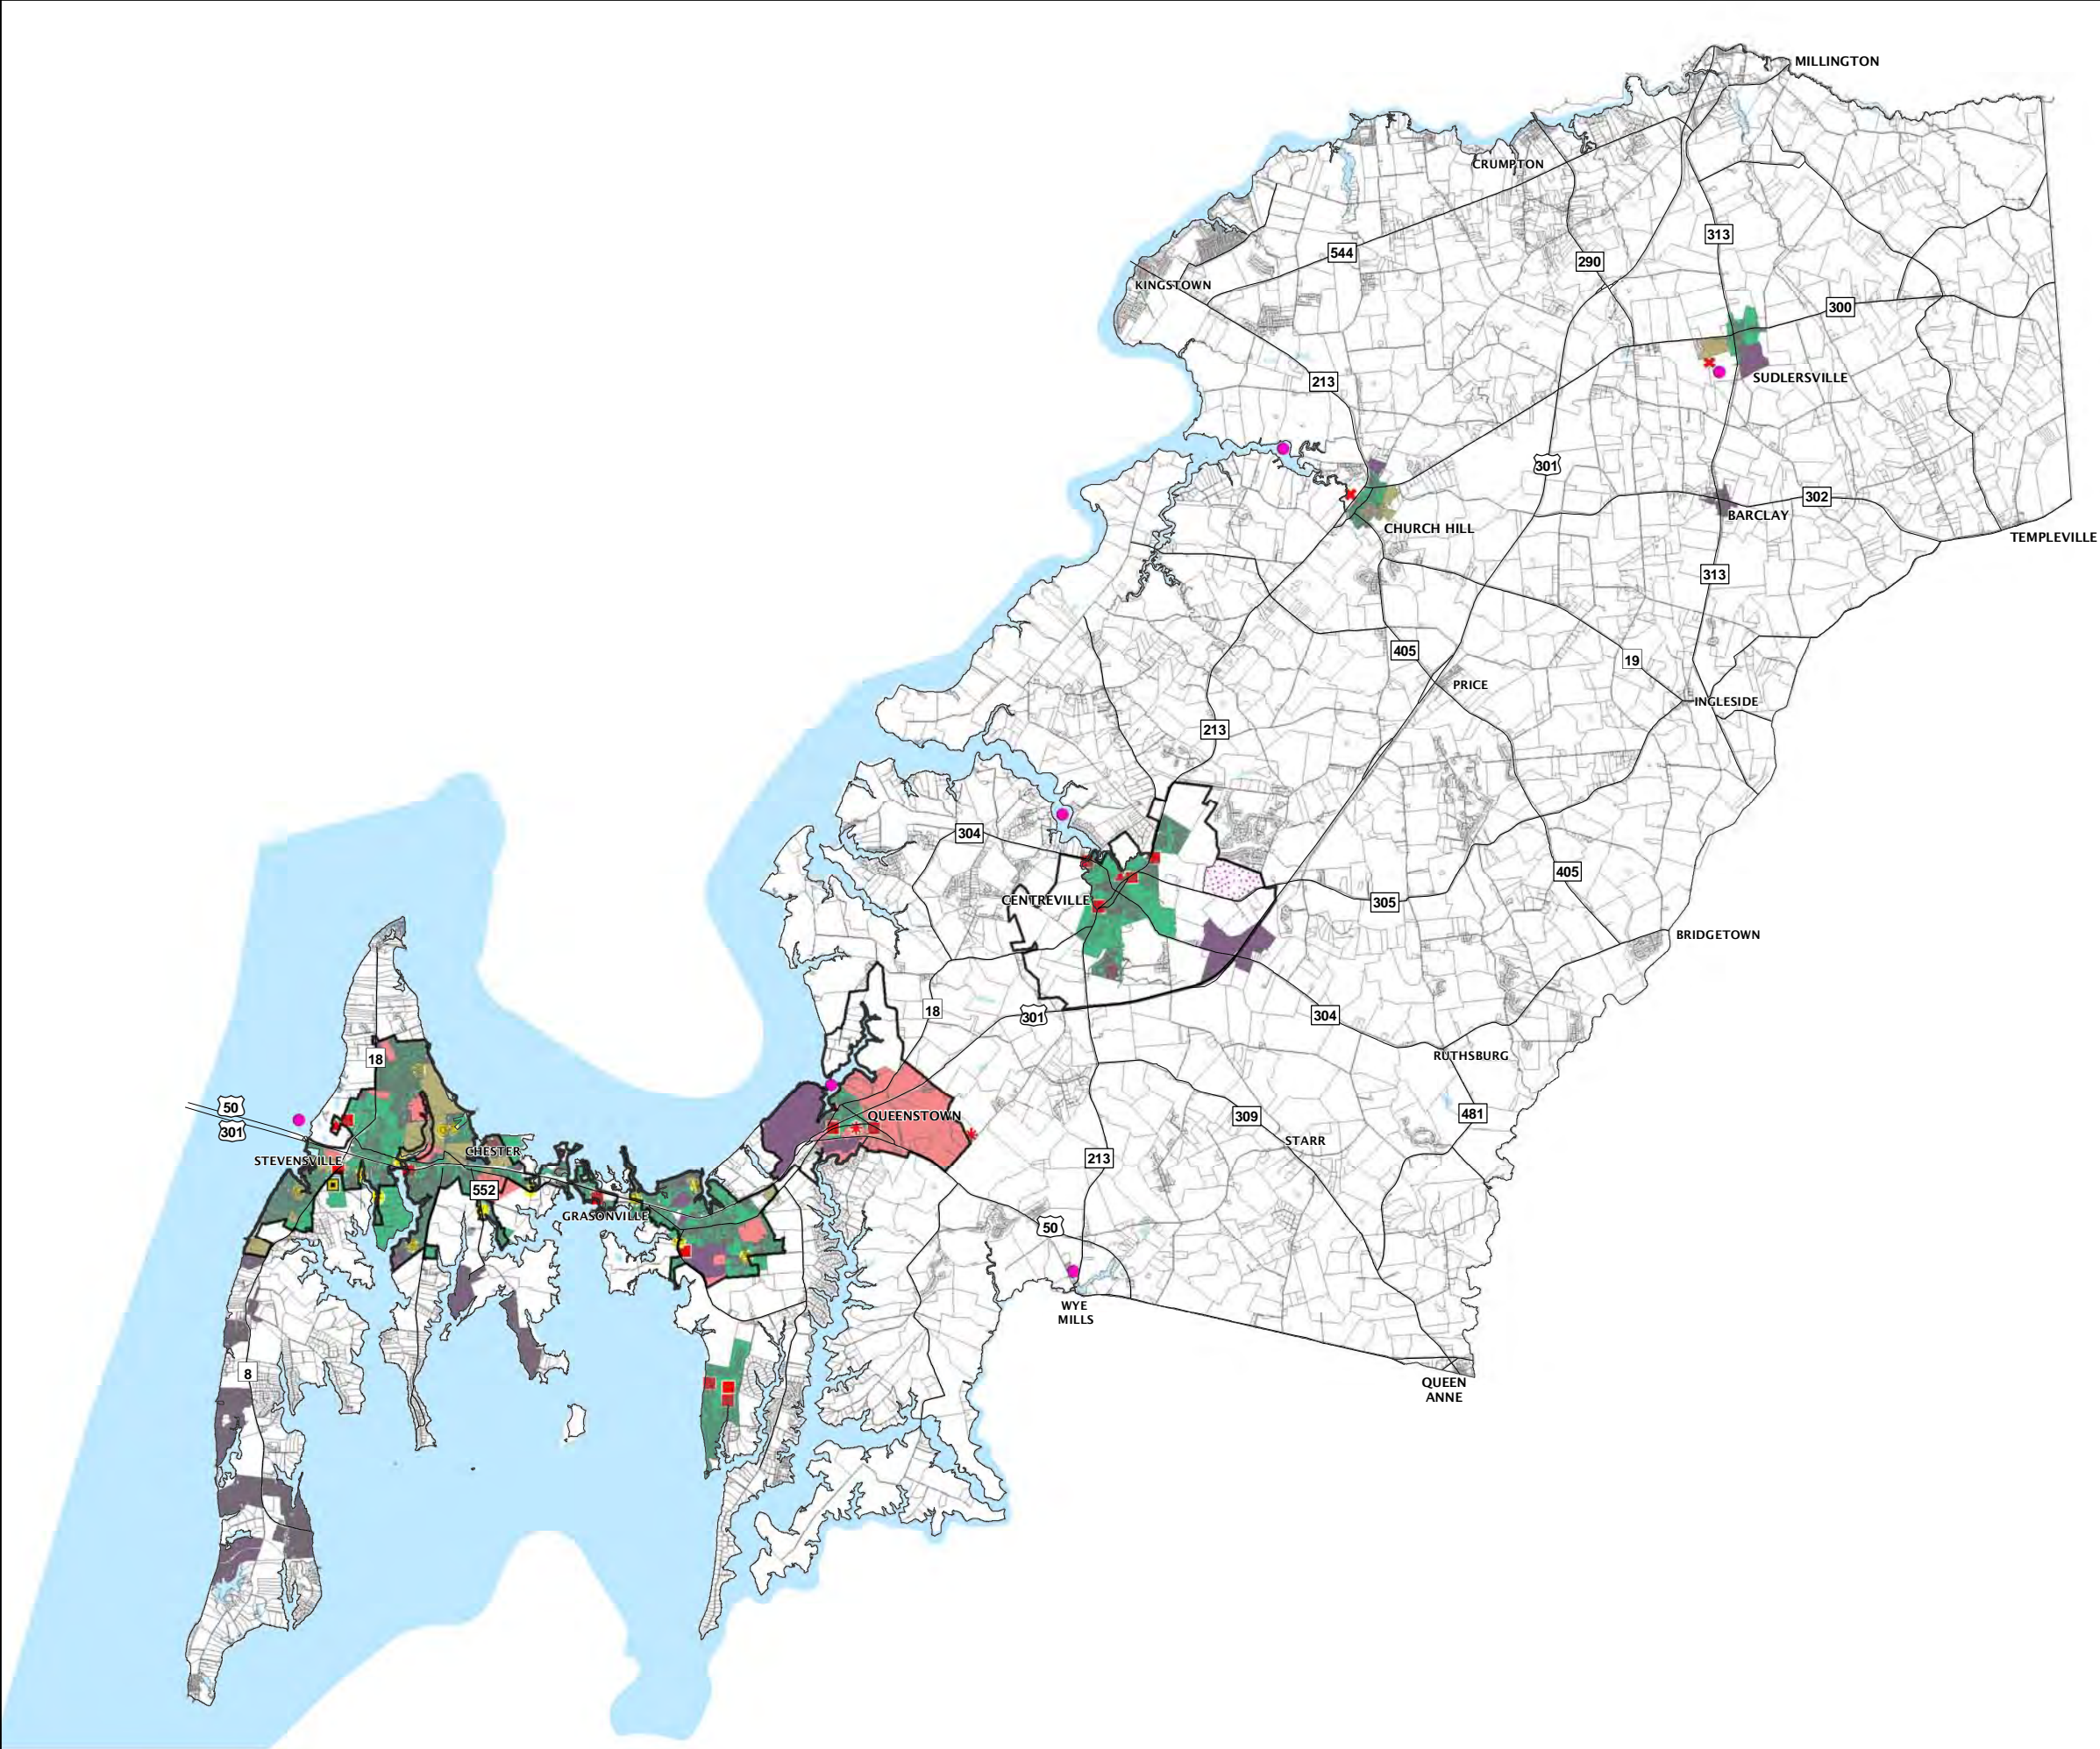 MILLINGTON
CRUMPTON
313
544
290
KINGSTOWN
300
213
SUDLERSVILLE
301
302
BARCLAY
CHURCH HILL
TEMPLEVILLE
313
405
19
PRICE
INGLESIDE
213
304
405
CENTREVILLE
305
BRIDGETOWN
18
301
304
18
RUTHSBURG
50
301
QUEENSTOWN
309
481
STARR
CHESTER
STEVENSVILLE
213
552
GRASONVILLE
50
WYE
MILLS
8
QUEEN
ANNE